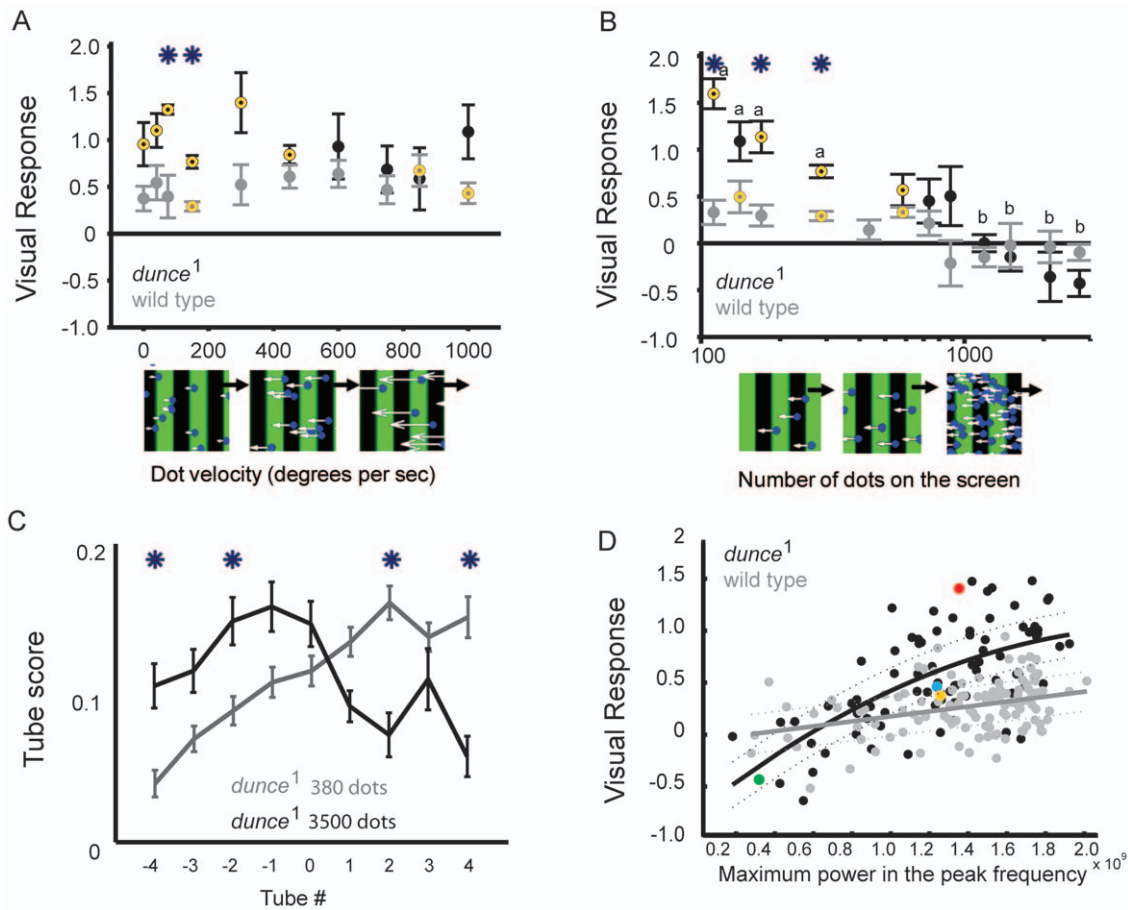 A
Visual Response
2.0
1.5
1.0
0.5
0
-0.5
-1.0
dunce1
wild type
0 200 400 600 800 1000
Dot velocity (degrees per sec)
B
Visual Response
2.0
1.5
1.0
0.5
0
-0.5
-1.0
a
a a
a
b b b b
dunce1
wild type
100 1000
Number of dots on the screen
C
Tube score
0.2
0.1
0
dunce1 380 dots
dunce1 3500 dots
-4 -3 -2 -1 0 1 2 3 4
Tube #
D
Visual Response
2
1.5
1.0
0.5
0
-0.5
-1.0
dunce1
wild type
0.2 0.4 0.6 0.8 1.0 1.2 1.4 1.6 1.8 2.0
x 10^9
Maximum power in the peak frequency